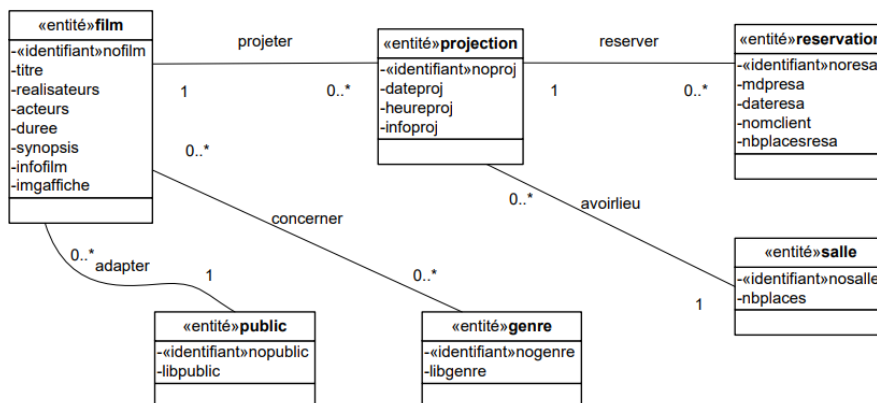 «entité»film
-«identifiant»nofilm
-titre
-realisateurs
-acteurs
-duree
-synopsis
-infofilm
-imgaffiche
projeter
1
0..*
«entité»projection
-«identifiant»noproj
-dateproj
-heureproj
-infoproj
reserver
1
0..*
«entité»reservation
-«identifiant»noresa
-mdpresa
-dateresa
-nomclient
-nbplacesresa
0..*
concerner
0..*
0..*
avoirlieu
1
0..*
adapter
1
«entité»salle
-«identifiant»nosalle
-nbplaces
«entité»public
-«identifiant»nopublic
-libpublic
«entité»genre
-«identifiant»nogenre
-libgenre